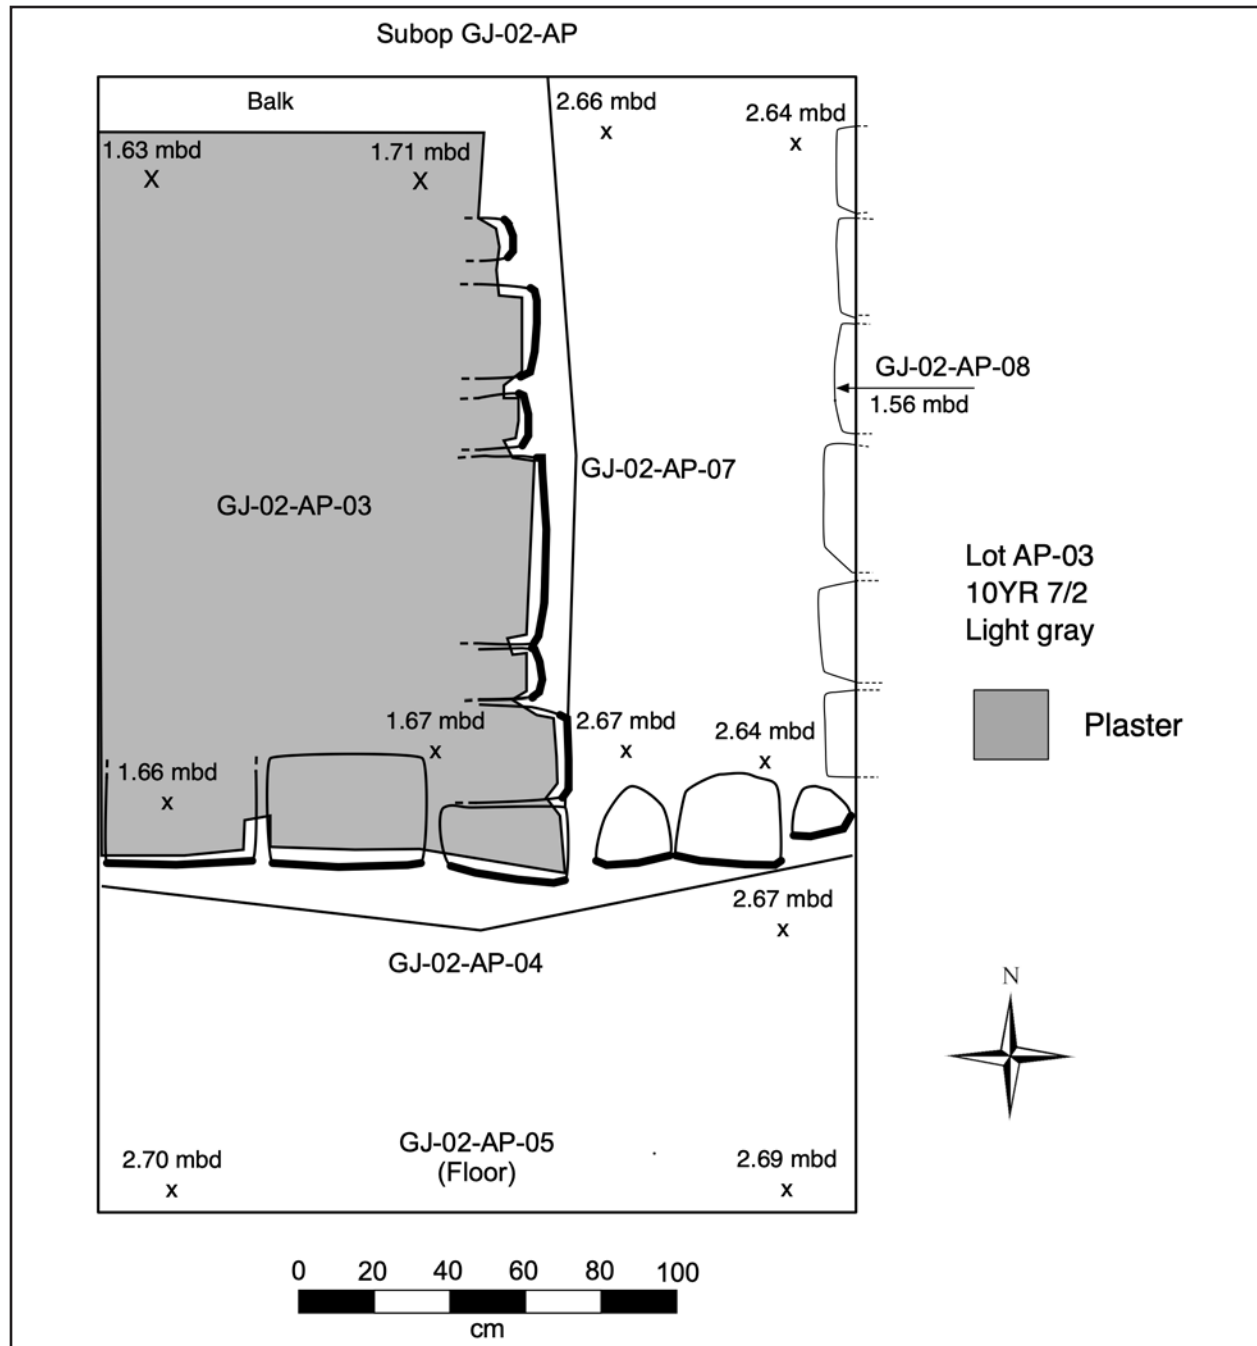 Subop GJ-02-AP
Balk
2.66 mbd
x
2.64 mbd
x
1.63 mbd
X
1.71 mbd
X
GJ-02-AP-08
1.56 mbd
GJ-02-AP-07
GJ-02-AP-03
Lot AP-03
10YR 7/2
Light gray
Plaster
1.67 mbd
x
2.67 mbd
x
2.64 mbd
x
1.66 mbd
x
2.67 mbd
x
GJ-02-AP-04
N
GJ-02-AP-05
(Floor)
2.70 mbd
x
2.69 mbd
x
0 20 40 60 80 100
cm